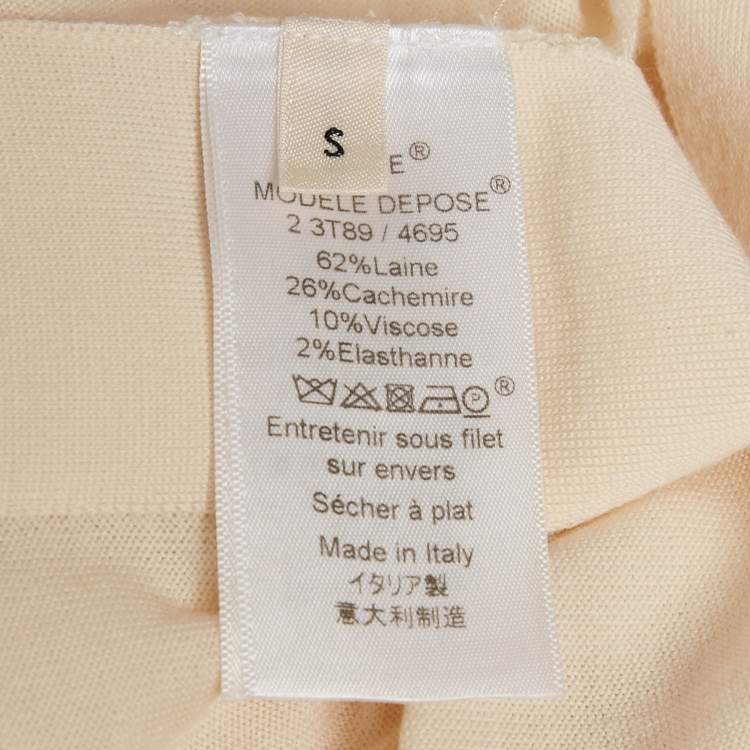 S
E®
MODELE DEPOSE®
2 3T89 / 4695
62%Laine
26%Cachemire
10%Viscose
2%Elasthanne
P ®
Entretenir sous filet
sur envers
Sécher à plat
Made in Italy
イタリア製
意大利制造